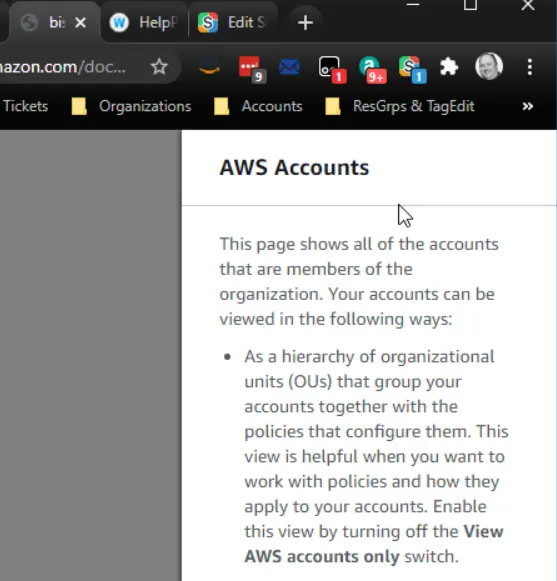 bi
HelpP
Edit S
nazon.com/doc...
9
1
9+
1
Tickets
Organizations
Accounts
ResGrps & TagEdit
»
AWS Accounts
This page shows all of the accounts
that are members of the
organization. Your accounts can be
viewed in the following ways:
• As a hierarchy of organizational
units (OUs) that group your
accounts together with the
policies that configure them. This
view is helpful when you want to
work with policies and how they
apply to your accounts. Enable
this view by turning off the View
AWS accounts only switch.